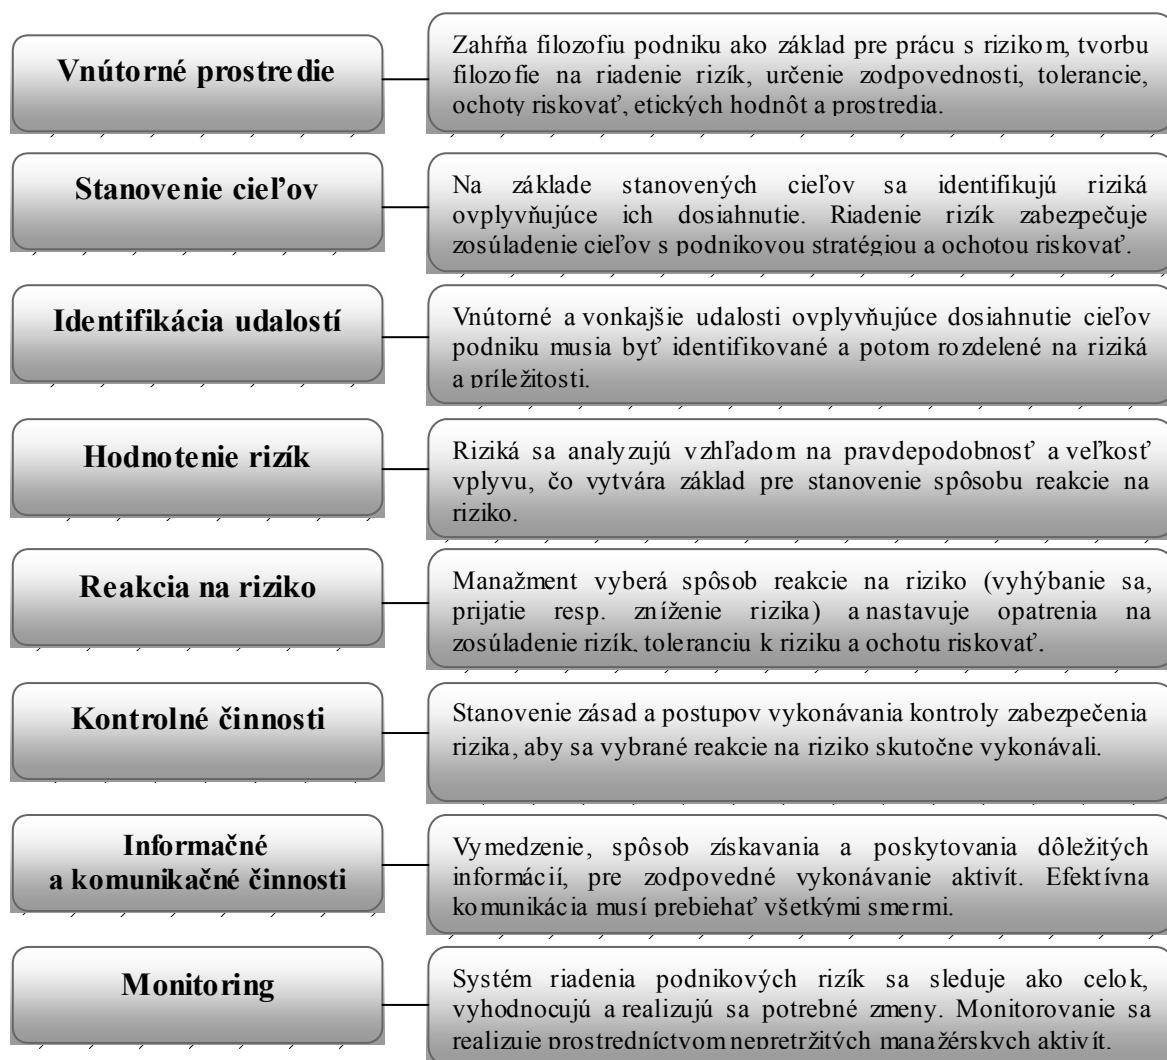 Vnútorné prostredie
Zahŕňa filozofiu podniku ako základ pre prácu s rizikom, tvorbu
filozofie na riadenie rizík, určenie zodpovednosti, tolerancie,
ochoty riskovať, etických hodnôt a prostredia.
Stanovenie cieľov
Na základe stanovených cieľov sa identifikujú riziká
ovplyvňujúce ich dosiahnutie. Riadenie rizík zabezpečuje
zosúladenie cieľov s podnikovou stratégiou a ochotou riskovať.
Identifikácia udalostí
Vnútorné a vonkajšie udalosti ovplyvňujúce dosiahnutie cieľov
podniku musia byť identifikované a potom rozdelené na riziká
a príležitosti.
Hodnotenie rizík
Riziká sa analyzujú vzhľadom na pravdepodobnosť a veľkosť
vplyvu, čo vytvára základ pre stanovenie spôsobu reakcie na
riziko.
Reakcia na riziko
Manažment vyberá spôsob reakcie na riziko (vyhýbanie sa,
prijatie resp. zníženie rizika) a nastavuje opatrenia na
zosúladenie rizík, toleranciu k riziku a ochotu riskovať.
Kontrolné činnosti
Stanovenie zásad a postupov vykonávania kontroly zabezpečenia
rizika, aby sa vybrané reakcie na riziko skutočne vykonávali.
Informačné
a komunikačné činnosti
Vymedzenie, spôsob získavania a poskytovania dôležitých
informácií, pre zodpovedné vykonávanie aktivít. Efektívna
komunikácia musí prebiehať všetkými smermi.
Monitoring
Systém riadenia podnikových rizík sa sleduje ako celok,
vyhodnocujú a realizujú sa potrebné zmeny. Monitorovanie sa
realizuje prostredníctvom nepretržitých manažérskych aktivít.